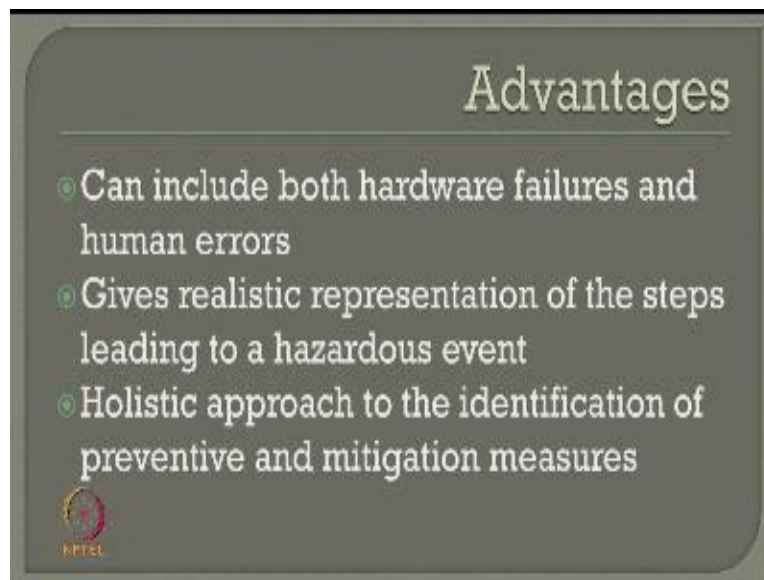 Advantages
Can include both hardware failures and
human errors
Gives realistic representation of the steps
leading to a hazardous event
Holistic approach to the identification of
preventive and mitigation measures
NPTEL